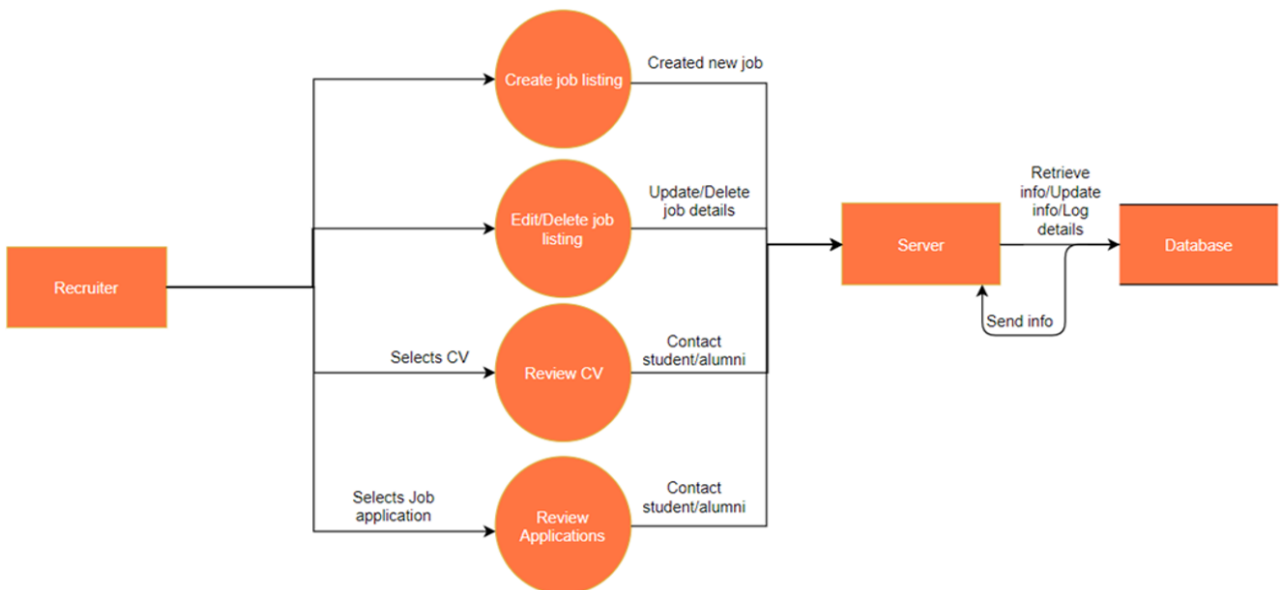 Create job listing
Created new job
Edit/Delete job
listing
Update/Delete
job details
Recruiter
Selects CV
Review CV
Contact
student/alumni
Selects Job
application
Review
Applications
Contact
student/alumni
Server
Retrieve
info/Update
info/Log
details
Send info
Database